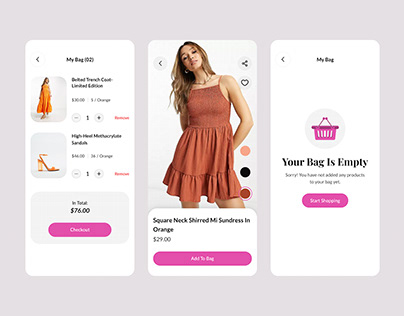 My Bag (02)
Belted Trench Coat-
Limited Edition
$30.00 S / Orange
1 Remove
High-Heel Methacrylate
Sandals
$46.00 36 / Orange
1 Remove
In Total:
$76.00
Checkout
Square Neck Shirred Mi Sundress In
Orange
$29.00
Add To Bag
My Bag
Your Bag Is Empty
Sorry! You have not added any products
to your bag yet.
Start Shopping